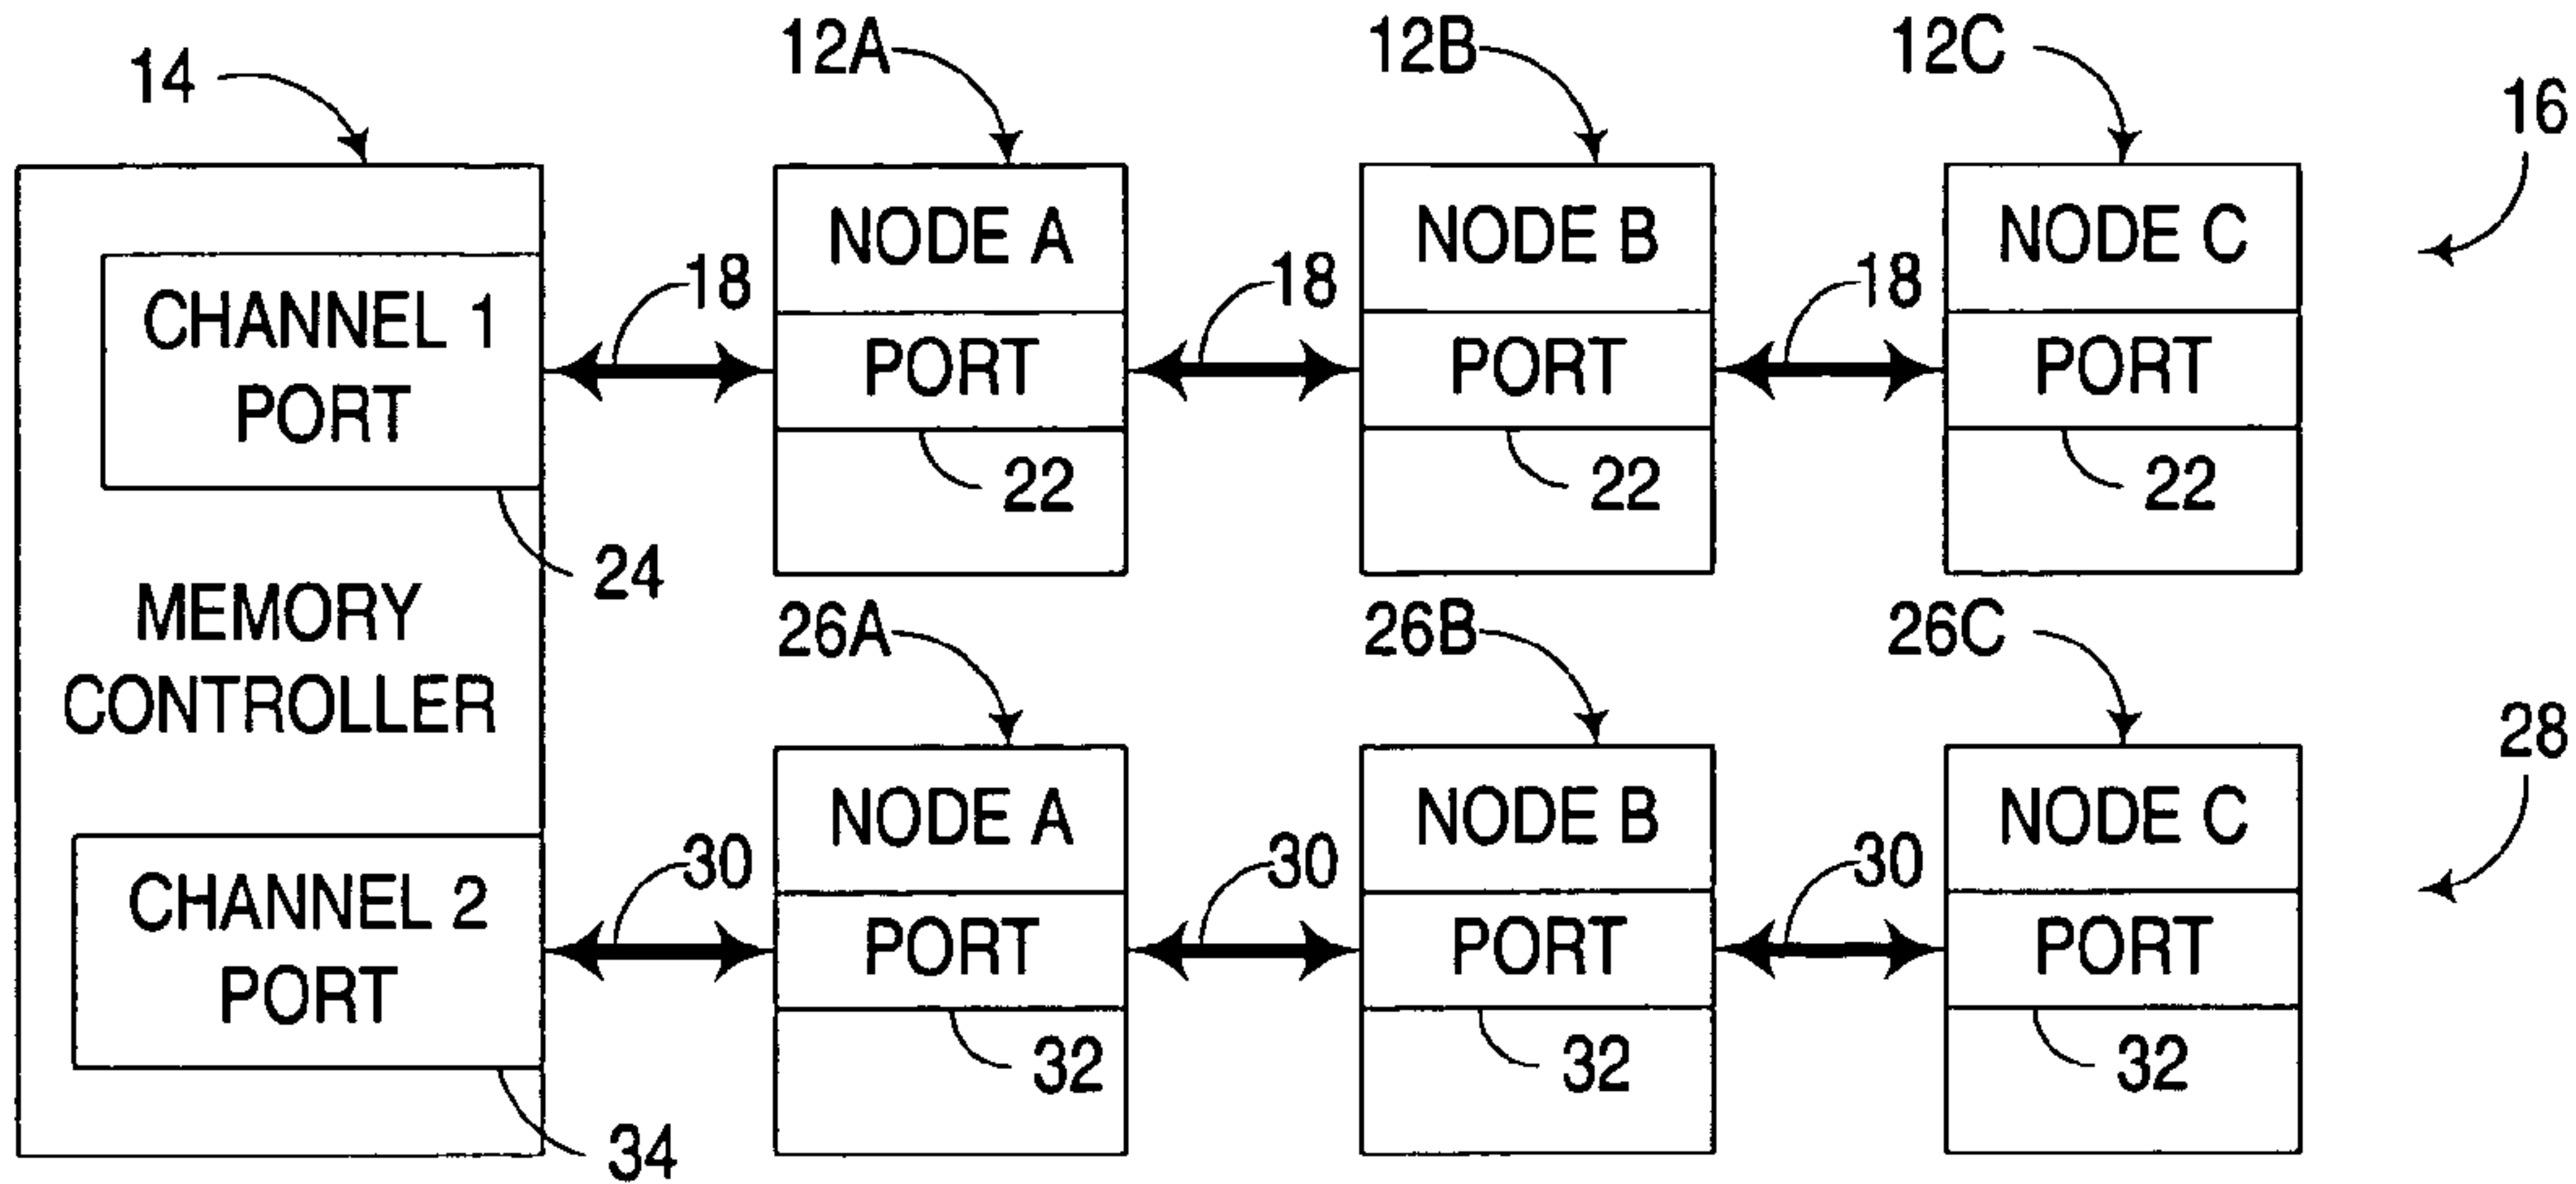 14
12A
12B
12C
16
NODE A
NODE B
NODE C
CHANNEL 1
PORT
18
18
18
PORT
PORT
PORT
22
22
22
24
MEMORY
CONTROLLER
26A
26B
26C
28
NODE A
NODE B
NODE C
CHANNEL 2
PORT
30
30
30
PORT
PORT
PORT
32
32
32
34